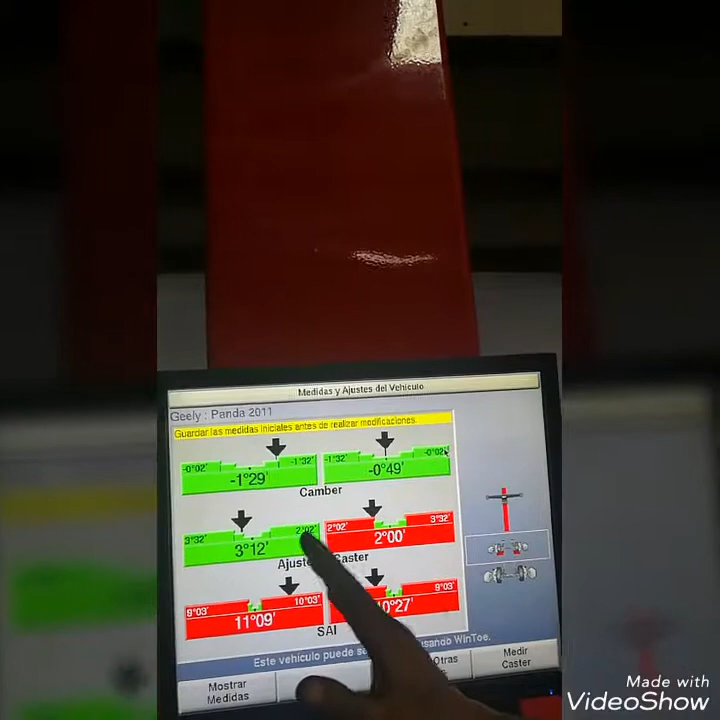 Medidas y Ajustes del Vehículo
Geely : Panda 2011
Guardar las medidas iniciales antes de realizar modificaciones.
-0°02' -1°32' -1°32' -0°02'
-1°29' -0°49'
Camber
3°32' 2°02' 2°02' 3°32'
3°12' 2°00'
Caster
9°03' 10°03' 9°03'
11°09' 10°27'
SAI
Este vehículo puede usando WinToe.
Mostrar Medidas
Otras
Medir Caster
Made with
VideoShow